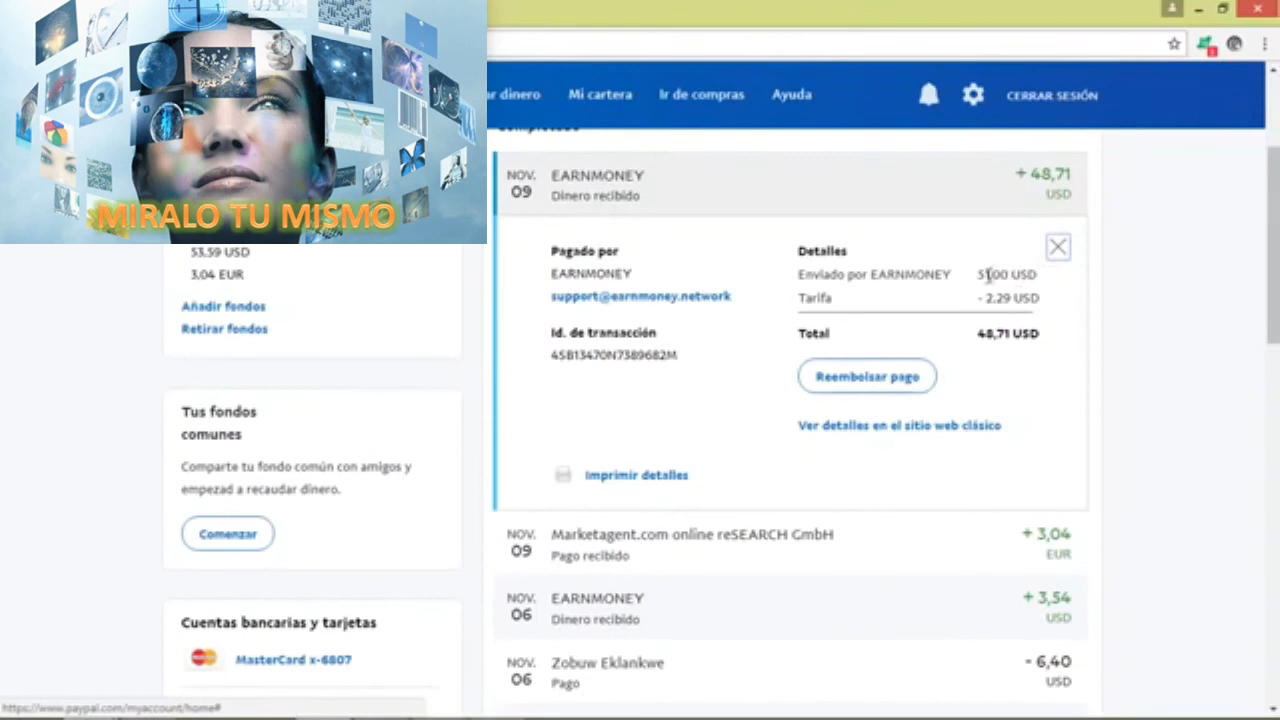 MIRALO TU MISMO
dinero
Mi cartera
Ir de compras
Ayuda
CERRAR SESIÓN
NOV.
09
EARNMONEY
Dinero recibido
+ 48,71
USD
Pagado por
EARNMONEY
support@earnmoney.network
Id. de transacción
4SB13470N7389682M
Detalles
Enviado por EARNMONEY
USD
Tarifa
- 2.29 USD
Total
48,71 USD
Reembolsar pago
Ver detalles en el sitio web clásico
Imprimir detalles
NOV.
09
Marketagent.com online reSEARCH GmbH
Pago recibido
+ 3,04
EUR
NOV.
06
EARNMONEY
Dinero recibido
+ 3,54
USD
NOV.
06
Zobuw Eklankwe
Pago
- 6,40
USD
53,59 USD
3,04 EUR
Añadir fondos
Retirar fondos
Tus fondos
comunes
Comparte tu fondo común con amigos y
empezad a recaudar dinero.
Comenzar
Cuentas bancarias y tarjetas
MasterCard x-6807
https://www.paypal.com/myaccount/home#